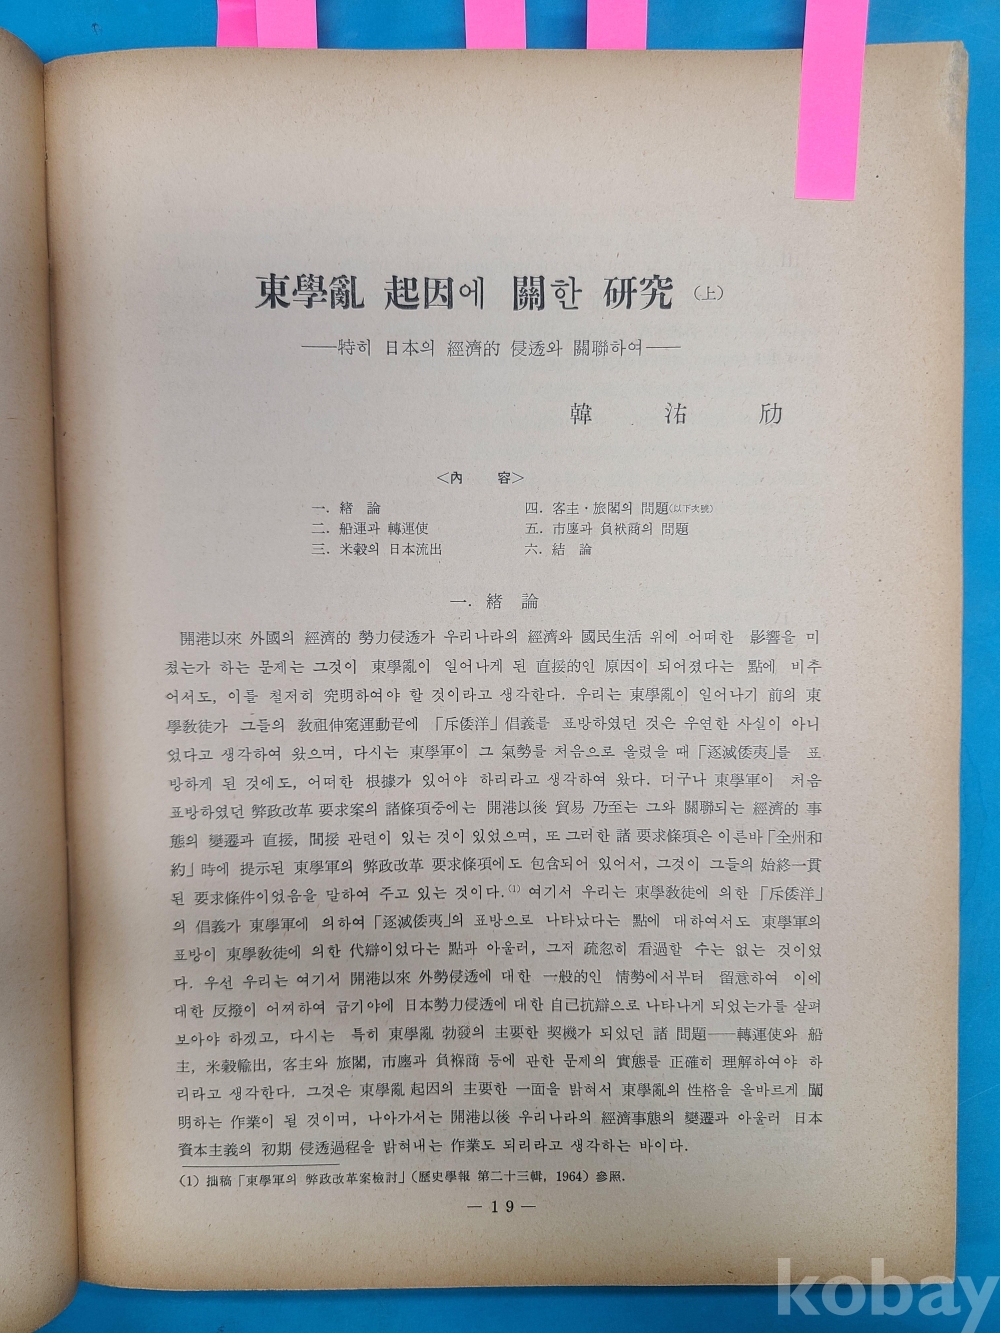 東學亂 起因에 關한 硏究 (上)
——特히 日本의 經濟的 侵透와 關聯하여——
韓 㳓 劤
<內 容>
一. 緖 論
二. 船運과 轉運使
三. 米穀의 日本流出
四. 客主・旅閣의 問題(以下次號)
五. 市廛과 負袱商의 問題
六. 結 論
一. 緖 論
開港以來 外國의 經濟的 勢力侵透가 우리나라의 經濟와 國民生活 위에 어떠한 影響을 미
쳤는가 하는 문제는 그것이 東學亂이 일어나게 된 直接的인 原因이 되어졌다는 點에 비추
어서도, 이를 철저히 究明하여야 할 것이라고 생각한다. 우리는 東學亂이 일어나기 前의 東
學敎徒가 그들의 敎祖伸寃運動끝에 「斥倭洋」倡義를 표방하였던 것은 우연한 사실이 아니
었다고 생각하여 왔으며, 다시는 東學軍이 그 氣勢를 처음으로 올렸을 때 「逐滅倭夷」를 표
방하게 된 것에도, 어떠한 根據가 있어야 하리라고 생각하여 왔다. 더구나 東學軍이 처음
표방하였던 弊政改革 要求案의 諸條項중에는 開港以後 貿易 乃至는 그와 關聯되는 經濟的 事
態의 變遷과 直接, 間接 관련이 있는 것이 있었으며, 또 그러한 諸 要求條項은 이른바 「全州和
約」時에 提示된 東學軍의 弊政改革 要求條項에도 包含되어 있어서, 그것이 그들의 始終一貫
된 要求條件이었음을 말하여 주고 있는 것이다.(1) 여기서 우리는 東學敎徒에 의한 「斥倭洋」
의 倡義가 東學軍에 의하여 「逐滅倭夷」의 표방으로 나타났다는 點에 대하여서도 東學軍의
표방이 東學敎徒에 의한 代辯이었다는 點과 아울러, 그저 疏忽히 看過할 수는 없는 것이었
다. 우선 우리는 여기서 開港以來 外勢侵透에 대한 一般的인 情勢에서부터 留意하여 이에
대한 反撥이 어찌하여 급기야에 日本勢力侵透에 대한 自己抗辯으로 나타나게 되었는가를 살펴
보아야 하겠고, 다시는 특히 東學亂 勃發의 主要한 契機가 되었던 諸 問題——轉運使와 船
主, 米穀輸出, 客主와 旅閣, 市廛과 負褓商 등에 관한 문제의 實態를 正確히 理解하여야 하
리라고 생각한다. 그것은 東學亂 起因의 主要한 一面을 밝혀서 東學亂의 性格을 올바르게 闡
明하는 作業이 될 것이며, 나아가서는 開港以後 우리나라의 經濟事態의 變遷과 아울러 日本
資本主義의 初期 侵透過程을 밝혀내는 作業도 되리라고 생각하는 바이다.
(1) 拙稿「東學軍의 弊政改革案檢討」(歷史學報 第二十三輯, 1964) 參照.
— 19 —
kobay